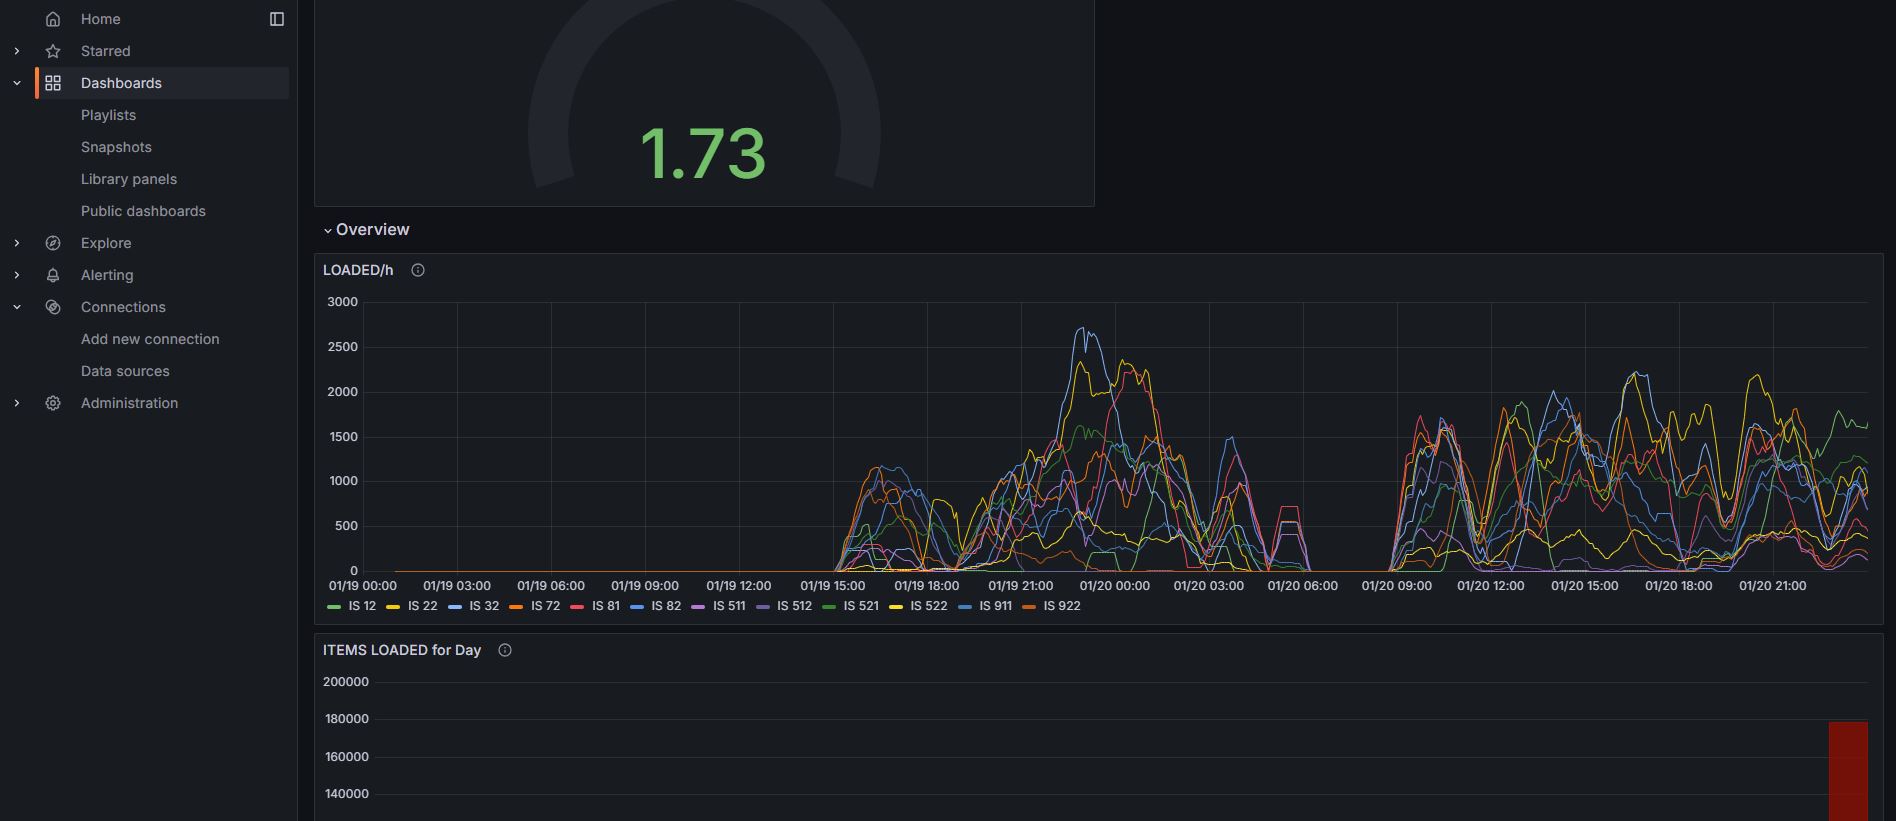 Home
Starred
Dashboards
Playlists
Snapshots
Library panels
Public dashboards
Explore
Alerting
Connections
Add new connection
Data sources
Administration
1.73
Overview
LOADED/h
3000
2500
2000
1500
1000
500
0
01/19 00:00 01/19 03:00 01/19 06:00 01/19 09:00 01/19 12:00 01/19 15:00 01/19 18:00 01/19 21:00 01/20 00:00 01/20 03:00 01/20 06:00 01/20 09:00 01/20 12:00 01/20 15:00 01/20 18:00 01/20 21:00
IS 12 IS 22 IS 32 IS 72 IS 81 IS 82 IS 511 IS 512 IS 521 IS 522 IS 911 IS 922
ITEMS LOADED for Day
200000
180000
160000
140000